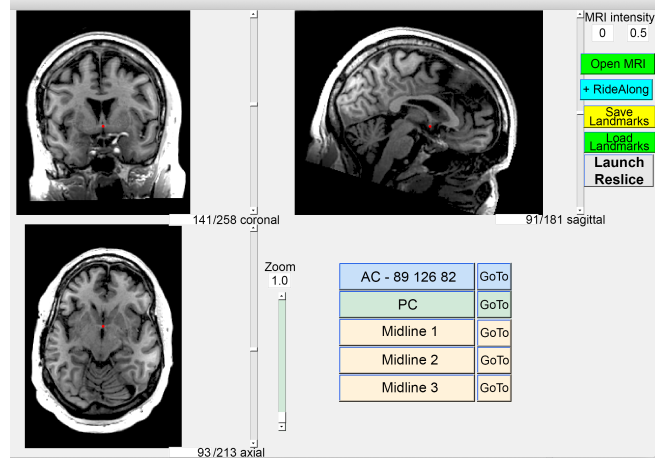 MRI intensity
0 0.5
Open MRI
+ RideAlong
Save
Landmarks
Load
Landmarks
Launch
Reslice
141/258 coronal
91/181 sagittal
Zoom
1.0
AC - 89 126 82 GoTo
PC GoTo
Midline 1 GoTo
Midline 2 GoTo
Midline 3 GoTo
93/213 axial